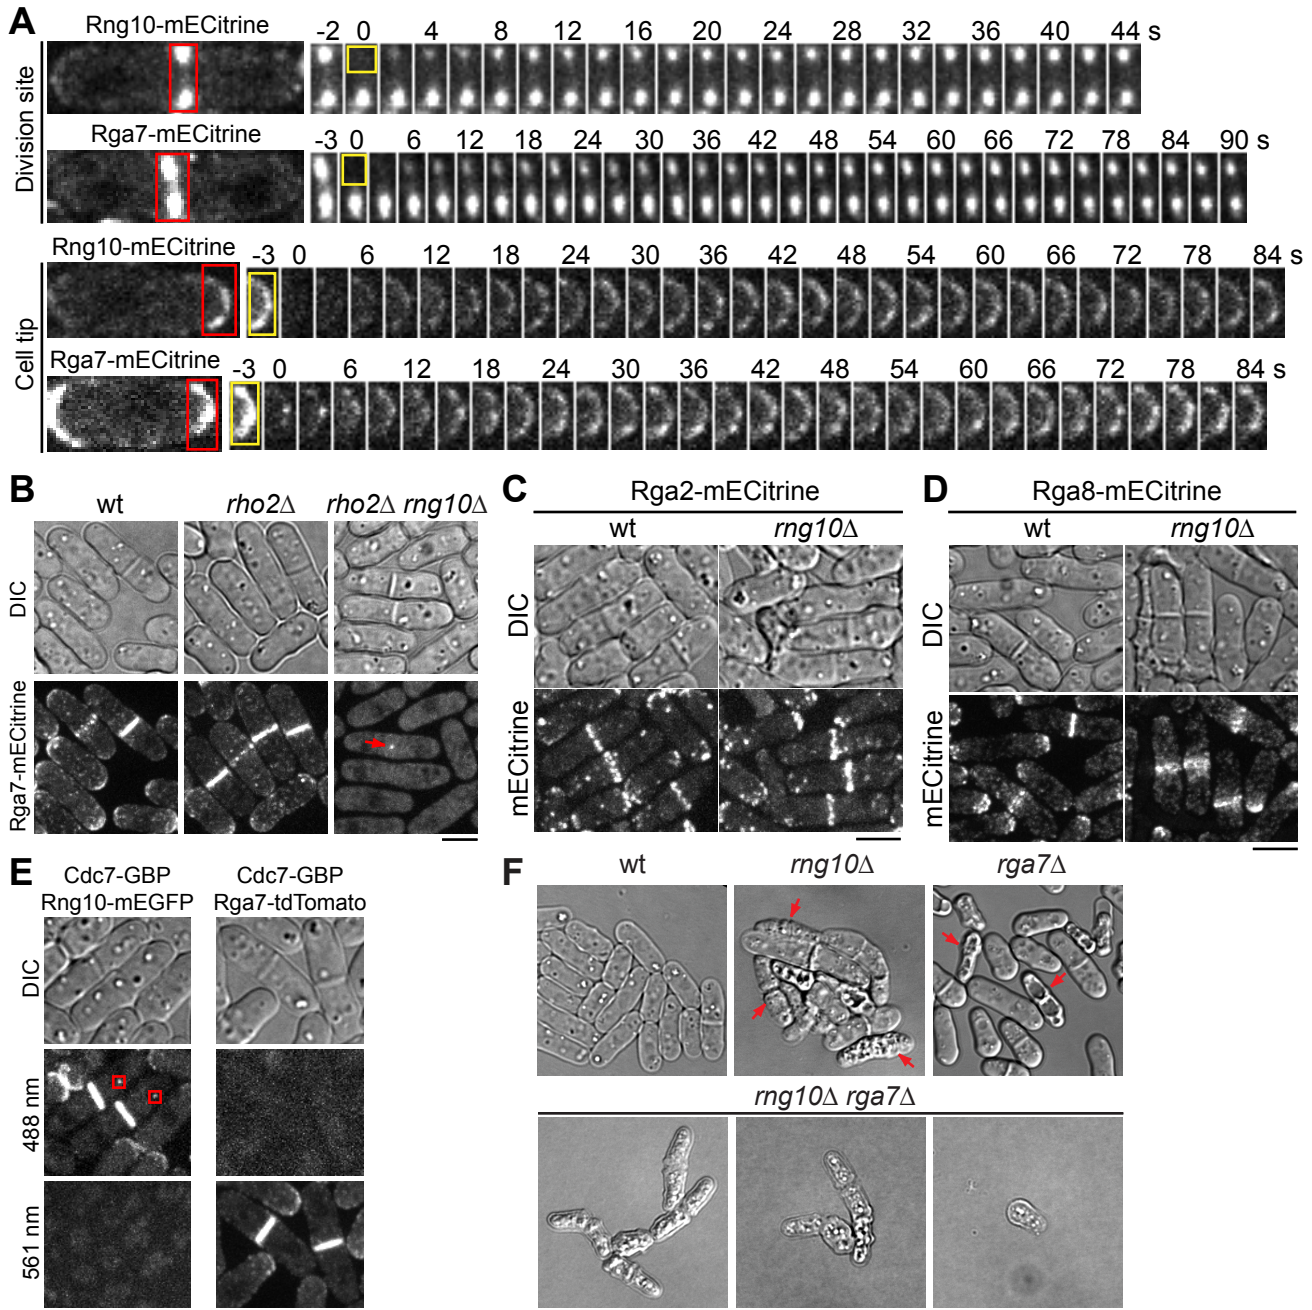 A
Rng10-mECitrine
-2 0 4 8 12 16 20 24 28 32 36 40 44 s
Division site
Rga7-mECitrine
-3 0 6 12 18 24 30 36 42 48 54 60 66 72 78 84 90 s
Rng10-mECitrine
-3 0 6 12 18 24 30 36 42 48 54 60 66 72 78 84 s
Cell tip
Rga7-mECitrine
-3 0 6 12 18 24 30 36 42 48 54 60 66 72 78 84 s
B
wt rho2Δ rho2Δ rng10Δ
DIC
Rga7-mECitrine
C
Rga2-mECitrine
wt rng10Δ
DIC
mECitrine
D
Rga8-mECitrine
wt rng10Δ
DIC
mECitrine
E
Cdc7-GBP Cdc7-GBP
Rng10-mEGFP Rga7-tdTomato
DIC
488 nm
561 nm
F
wt rng10Δ rga7Δ
rng10Δ rga7Δ